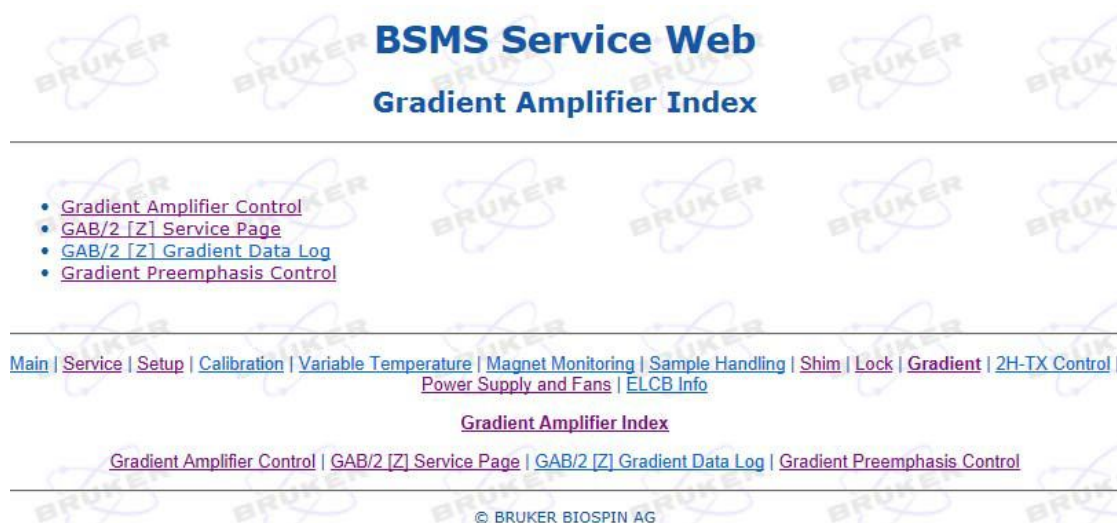 BSMS Service Web
Gradient Amplifier Index
• Gradient Amplifier Control
• GAB/2 [Z] Service Page
• GAB/2 [Z] Gradient Data Log
• Gradient Preemphasis Control
Main | Service | Setup | Calibration | Variable Temperature | Magnet Monitoring | Sample Handling | Shim | Lock | Gradient | 2H-TX Control |
Power Supply and Fans | ELCB Info
Gradient Amplifier Index
Gradient Amplifier Control | GAB/2 [Z] Service Page | GAB/2 [Z] Gradient Data Log | Gradient Preemphasis Control
© BRUKER BIOSPIN AG